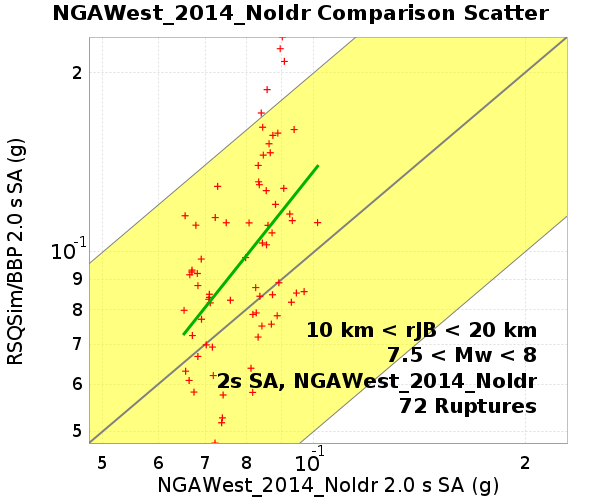 NGAWest_2014_NoIdr Comparison Scatter
RSQSim/BBP 2.0 s SA (g)
2
10-1
9
8
7
6
5
10 km < rJB < 20 km
7.5 < Mw < 8
2s SA, NGAWest_2014_NoIdr
72 Ruptures
5 6 7 8 10-1 2
NGAWest_2014_NoIdr 2.0 s SA (g)